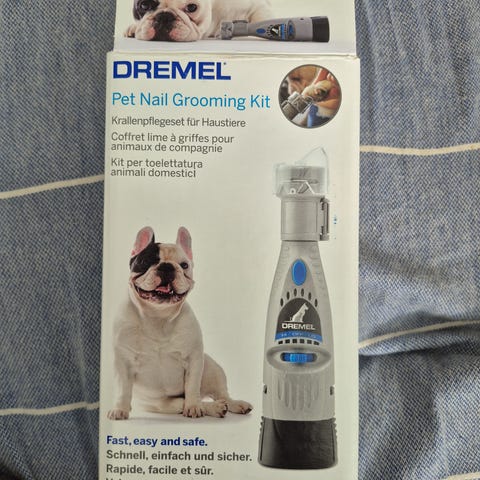 DREMEL
Pet Nail Grooming Kit
Krallenpflegeset für Haustiere
Coffret lime à griffes pour
animaux de compagnie
Kit per toelettatura
animali domestici
DREMEL
Fast, easy and safe.
Schnell, einfach und sicher.
Rapide, facile et sûr.